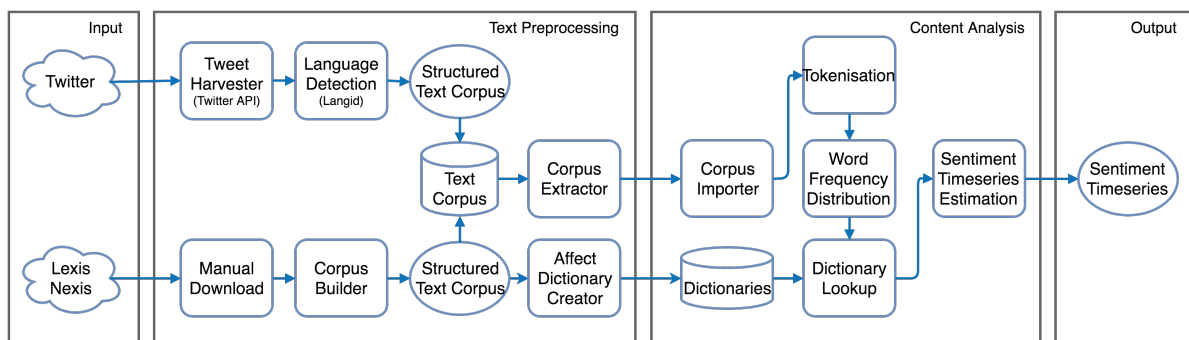 Input
Text Preprocessing
Content Analysis
Output
Twitter
Tweet
Harvester
(Twitter API)
Language
Detection
(Langid)
Structured
Text Corpus
Tokenisation
Text
Corpus
Corpus
Extractor
Corpus
Importer
Word
Frequency
Distribution
Sentiment
Timeseries
Estimation
Sentiment
Timeseries
Lexis
Nexis
Manual
Download
Corpus
Builder
Structured
Text Corpus
Affect
Dictionary
Creator
Dictionaries
Dictionary
Lookup